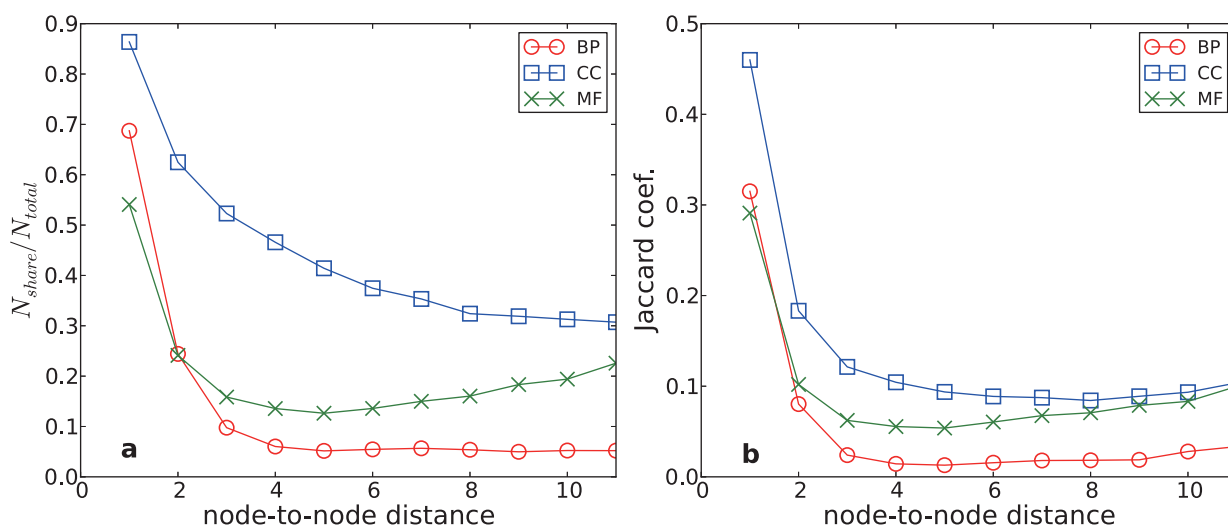 0.9
0.8
0.7
0.6
0.5
0.4
0.3
0.2
0.1
0.0
N_share/N_total
BP
CC
MF
a
0 2 4 6 8 10
node-to-node distance
0.5
0.4
0.3
0.2
0.1
0.0
Jaccard coef.
BP
CC
MF
b
0 2 4 6 8 10
node-to-node distance